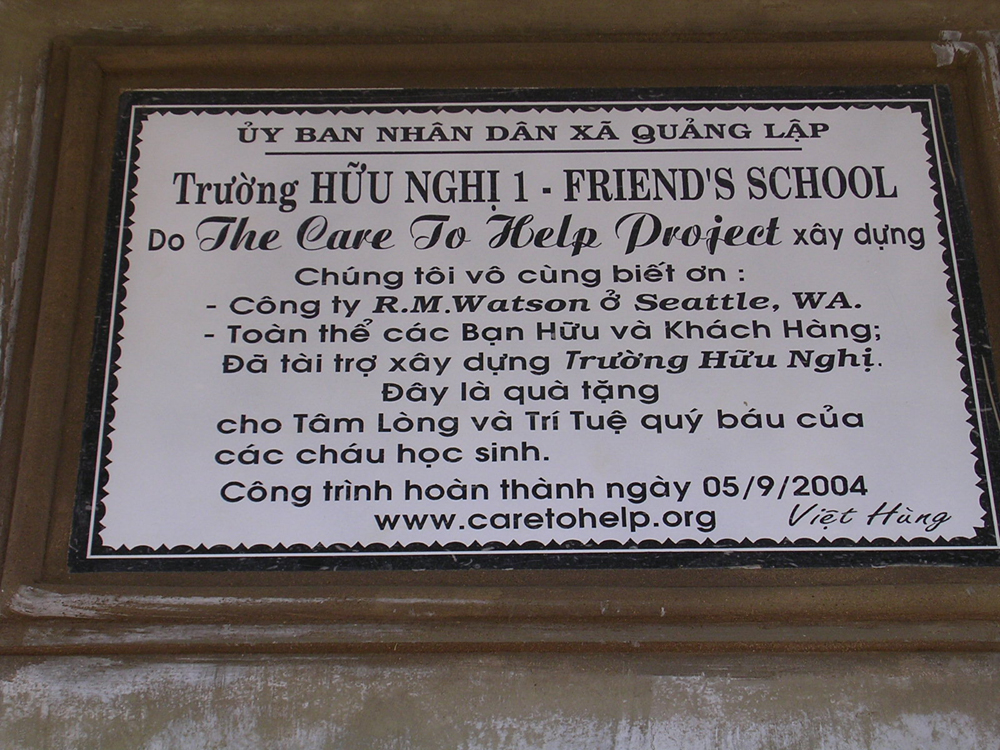 ỦY BAN NHÂN DÂN XÃ QUẢNG LẬP
Trường HỮU NGHỊ 1 - FRIEND'S SCHOOL
Do The Care To Help Project xây dựng
Chúng tôi vô cùng biết ơn :
- Công ty R.M.Watson ở Seattle, WA.
- Toàn thể các Bạn Hữu và Khách Hàng;
Đã tài trợ xây dựng Trường Hữu Nghị.
Đây là quà tặng
cho Tâm Lòng và Trí Tuệ quý báu của
các cháu học sinh.
Công trình hoàn thành ngày 05/9/2004
www.caretohelp.org
Việt Hùng